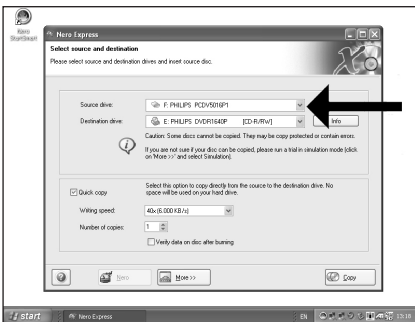 Nero
StartSmart
Nero Express
Select source and destination
Please select source and destination drives and insert source disc.
Source drive: F: PHILIPS PCDV5016P1
Destination drive: E: PHILIPS DVDR1640P [CD-R/RW] Info
Caution: Some discs cannot be copied. They may be copy protected or contain errors.
If you are not sure if your disc can be copied, please run a trial in simulation mode (click
on 'More >>' and select Simulation).
Quick copy
Select this option to copy directly from the source to the destination drive. No
space will be used on your hard drive.
Writing speed: 40x (6.000 KB/s)
Number of copies: 1
Verify data on disc after burning
Nero More >> Copy
start Nero Express EN 13:18